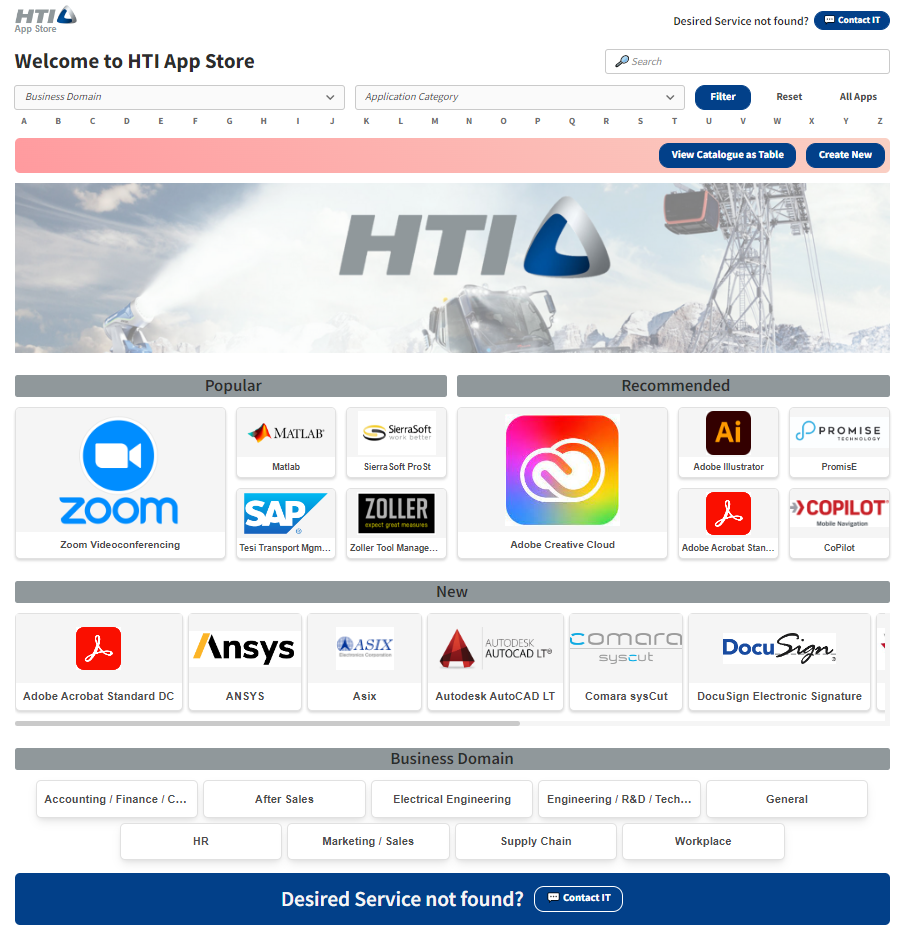 HTI
App Store
Desired Service not found?
Contact IT
Welcome to HTI App Store
Search
Business Domain
Application Category
Filter
Reset
All Apps
A B C D E F G H I J K L M N O P Q R S T U V W X Y Z
View Catalogue as Table
Create New
HTI
Popular
Recommended
zoom
Zoom Videoconferencing
MATLAB®
Matlab
SierraSoft
work better
SierraSoft ProSt
SAP®
Tesi Transport Mgm...
ZOLLER
expect great measures
Zoller Tool Manage...
Adobe Creative Cloud
Ai
Adobe Illustrator
PROMISE
TECHNOLOGY
PromisE
Adobe Acrobat Stan...
COPILOT
Mobile Navigation
CoPilot
New
Adobe Acrobat Standard DC
Ansys
ANSYS
ASIX
Electronics Corporation
Asix
AUTODESK
AUTOCAD LT®
Autodesk AutoCAD LT
comara
syscut
Comara sysCut
DocuSign
DocuSign Electronic Signature
Business Domain
Accounting / Finance / C...
After Sales
Electrical Engineering
Engineering / R&D / Tech...
General
HR
Marketing / Sales
Supply Chain
Workplace
Desired Service not found?
Contact IT